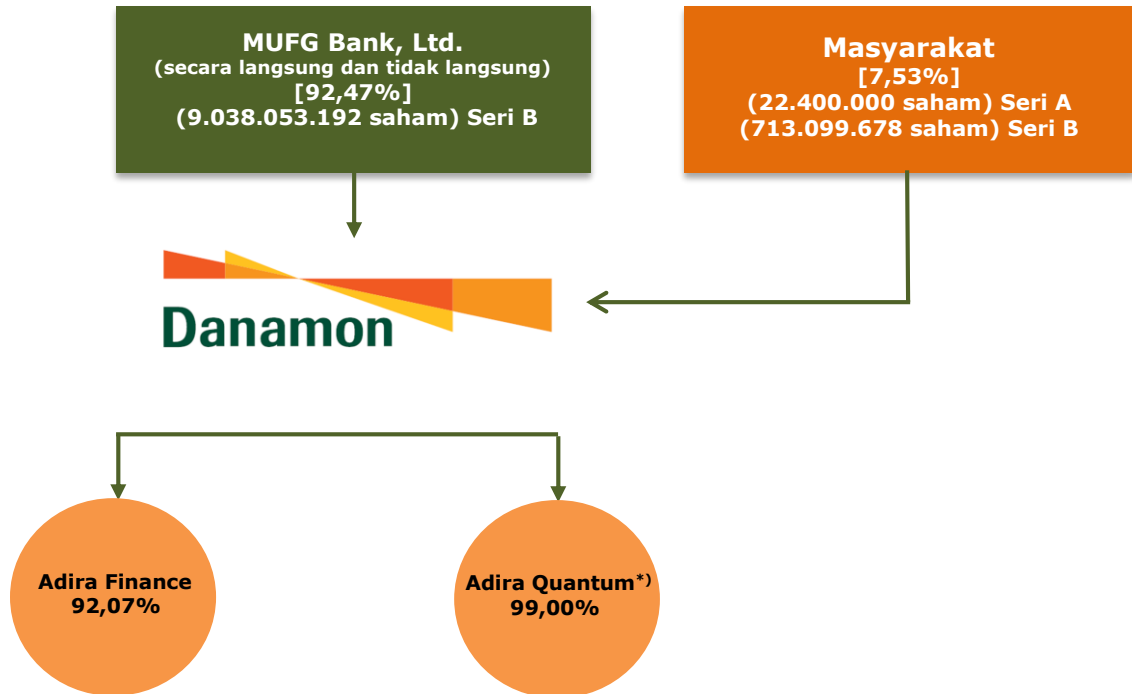 MUFG Bank, Ltd.
(secara langsung dan tidak langsung)
[92,47%]
(9.038.053.192 saham) Seri B
Masyarakat
[7,53%]
(22.400.000 saham) Seri A
(713.099.678 saham) Seri B
Danamon
Adira Finance
92,07%
Adira Quantum*)
99,00%